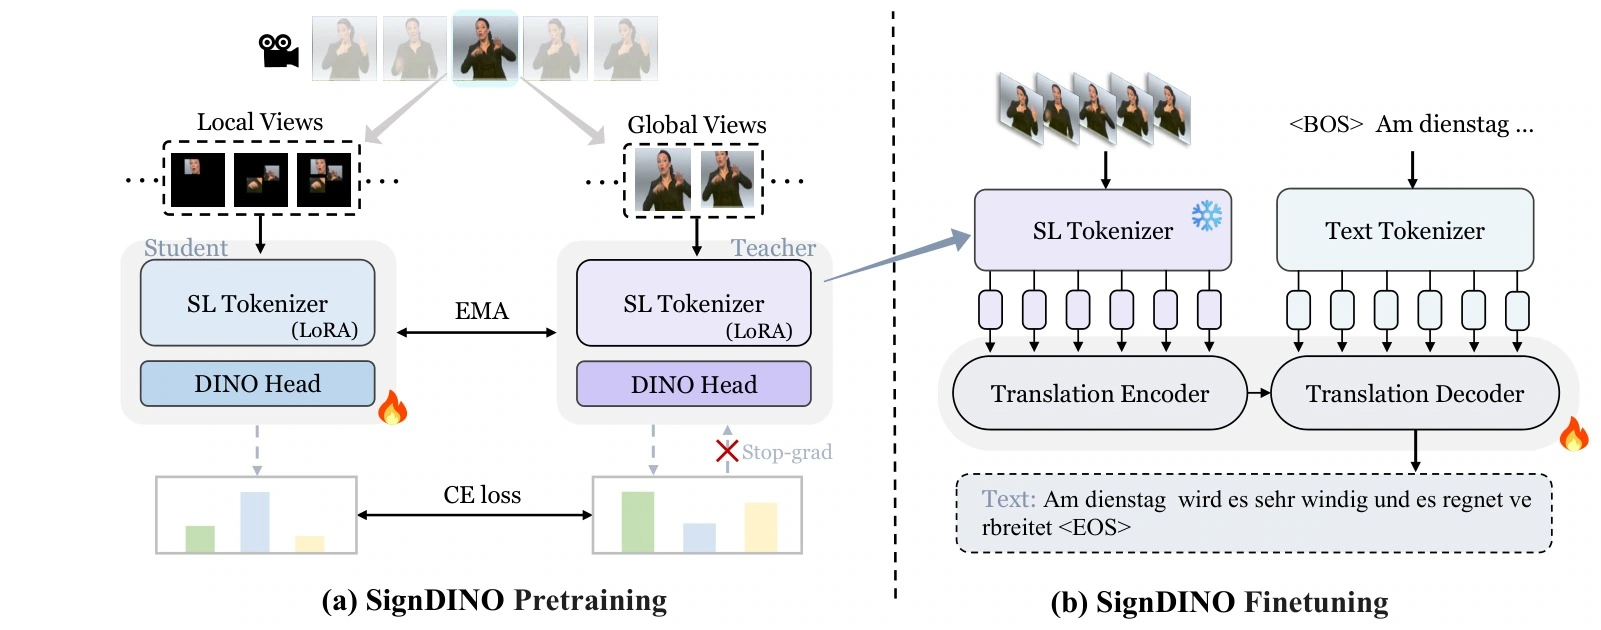 Local Views
Global Views
Student
SL Tokenizer
(LoRA)
DINO Head
EMA
Teacher
SL Tokenizer
(LoRA)
DINO Head
Stop-grad
CE loss
(a) SignDINO Pretraining
<BOS> Am dienstag ...
SL Tokenizer
Text Tokenizer
Translation Encoder
Translation Decoder
Text: Am dienstag wird es sehr windig und es regnet ve
rbreitet <EOS>
(b) SignDINO Finetuning